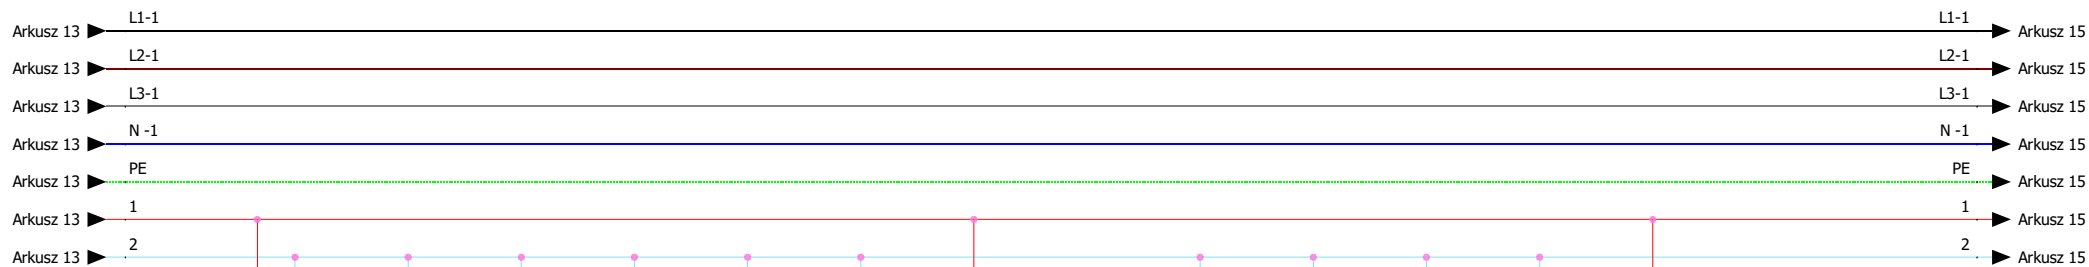 L1-1 L1-1
Arkusz 13 Arkusz 15
L2-1 L2-1
Arkusz 13 Arkusz 15
L3-1 L3-1
Arkusz 13 Arkusz 15
N -1 N -1
Arkusz 13 Arkusz 15
PE PE
Arkusz 13 Arkusz 15
1 1
Arkusz 13 Arkusz 15
2 2
Arkusz 13 Arkusz 15